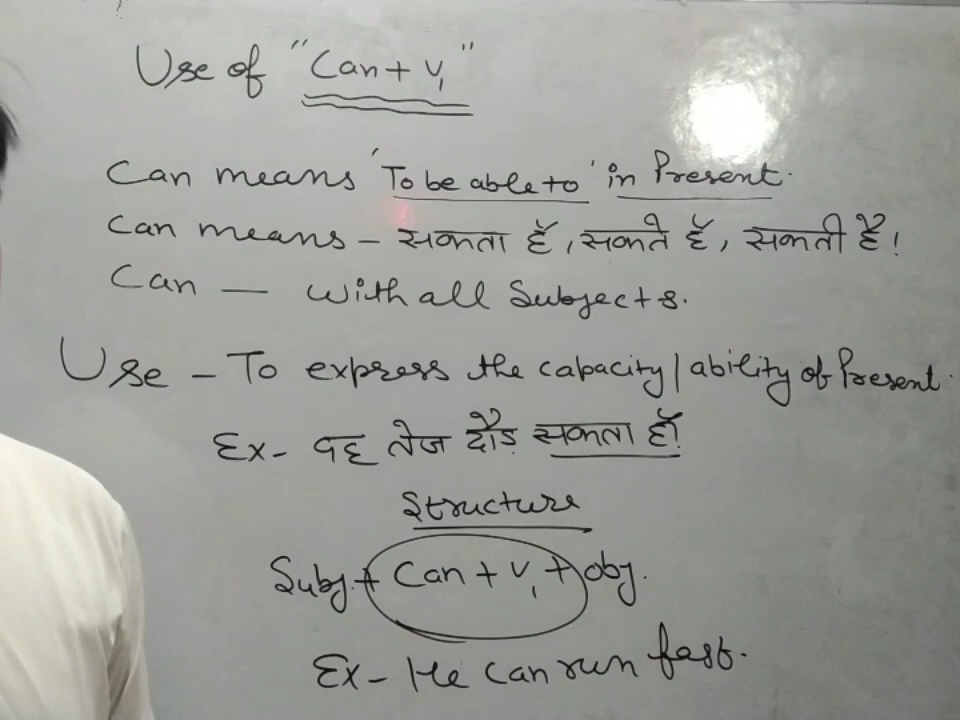 Use of "Can + V₁"
Can means 'To be able to' in Present.
Can means - सकता है, सकते हैं, सकती है।
Can — With all Subjects.
Use - To express the capacity/ability of Present.
Ex- वह तेज दौड़ सकता है।
Structure
Subj. + Can + V₁ + obj.
Ex- He can run fast.